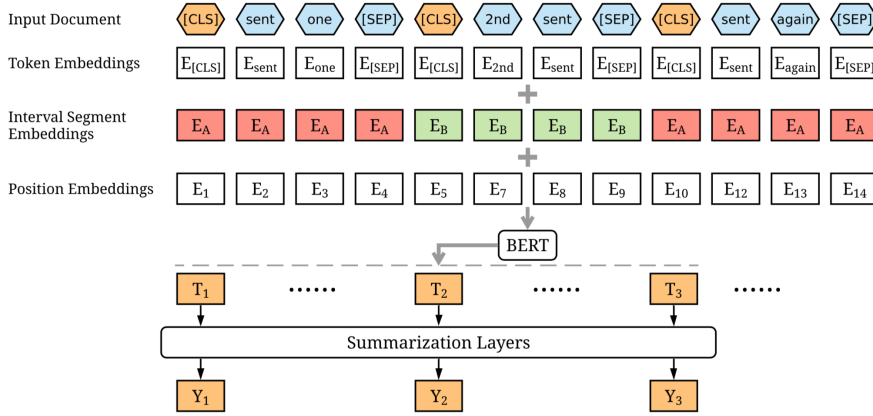 Input Document [CLS] sent one [SEP] [CLS] 2nd sent [SEP] [CLS] sent again [SEP]
Token Embeddings E[CLS] Esent Eone E[SEP] E[CLS] E2nd Esent E[SEP] E[CLS] Esent Eagain E[SEP]
+
Interval Segment
Embeddings EA EA EA EA EB EB EB EB EA EA EA EA
+
Position Embeddings E1 E2 E3 E4 E5 E7 E8 E9 E10 E12 E13 E14
BERT
T1 ...... T2 ...... T3 ......
Summarization Layers
Y1 Y2 Y3